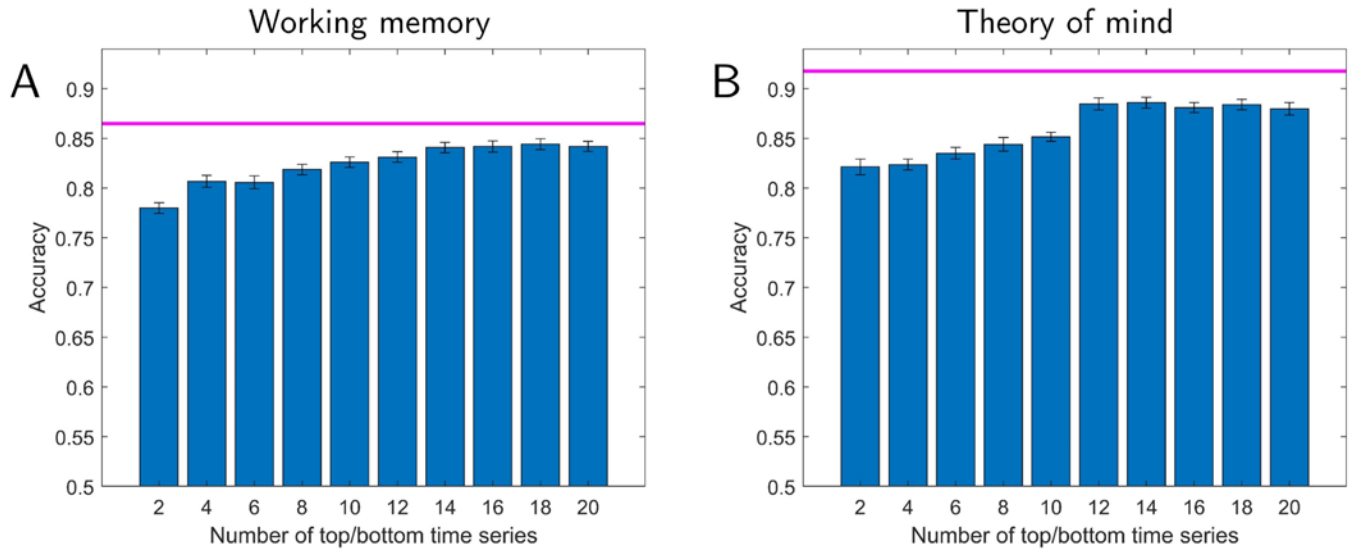 Working memory
A
0.9
0.85
0.8
0.75
0.7
0.65
0.6
0.55
0.5
Accuracy
2 4 6 8 10 12 14 16 18 20
Number of top/bottom time series
Theory of mind
B
0.9
0.85
0.8
0.75
0.7
0.65
0.6
0.55
0.5
Accuracy
2 4 6 8 10 12 14 16 18 20
Number of top/bottom time series